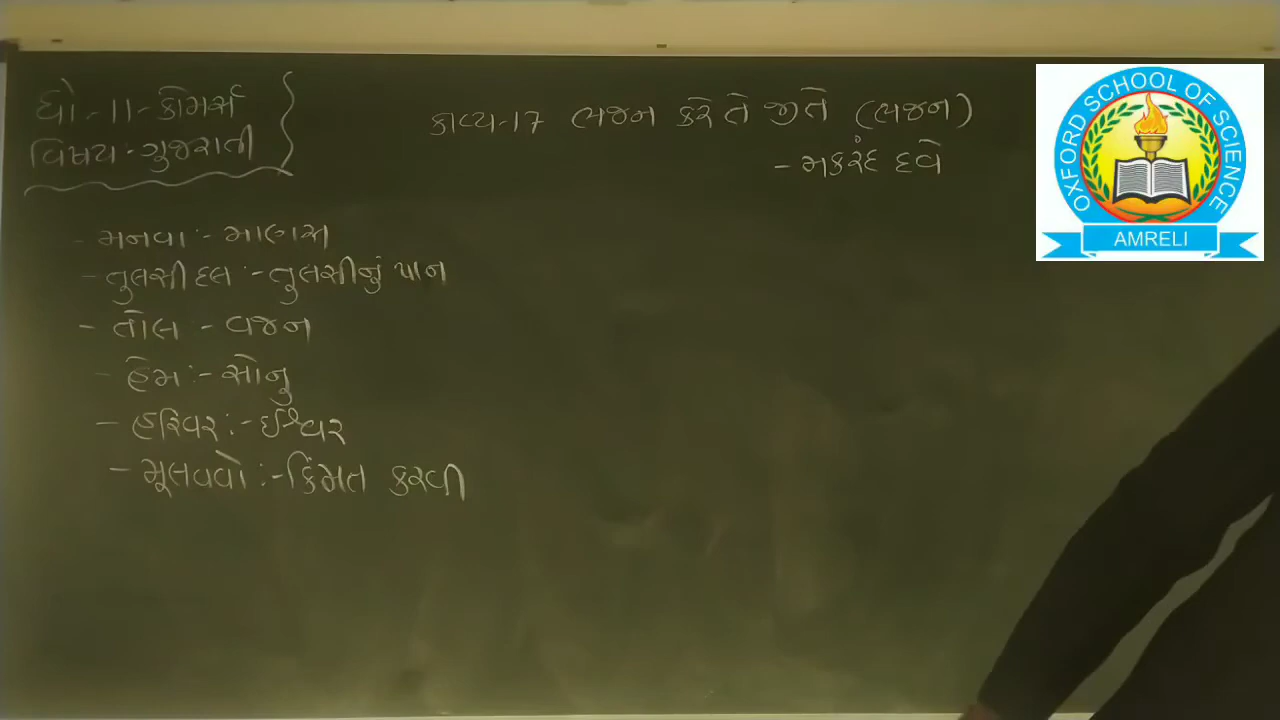 ધો.-11-કોમર્સ
વિષય:-ગુજરાતી
કાવ્ય-17 ભજન કરે તે જીતે (ભજન)
- મકરંદ દવે
- મનવા:- માણસ
- તુલસીદલ:- તુલસીનું પાન
- તોલ - વજન
- હેમ:- સોનુ
- હરિવર:- ઈશ્વર
- મૂલવવો:- કિંમત કરવી
OXFORD SCHOOL OF SCIENCE
AMRELI